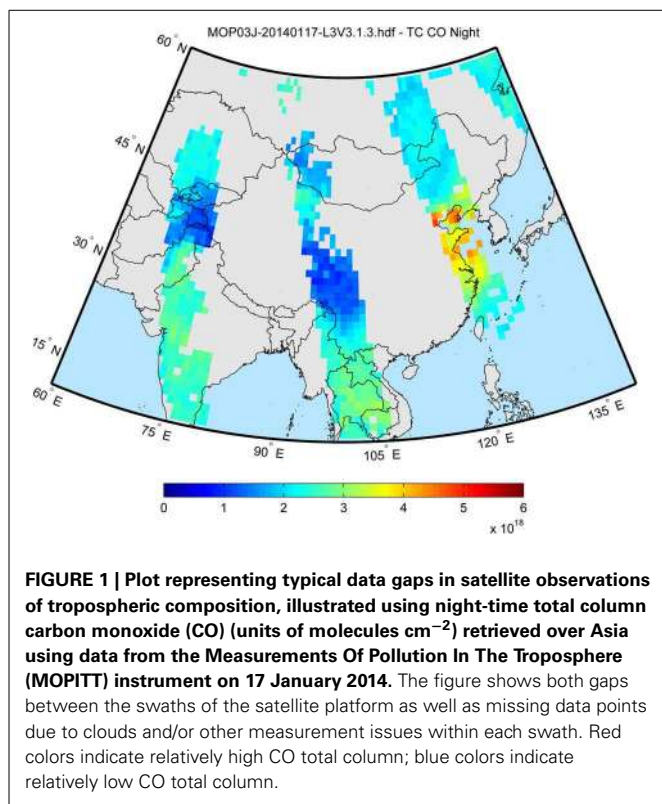 MOP03J-20140117-L3V3.1.3.hdf - TC CO Night
60° N
45° N
30° N
15° N
60° E
75° E
90° E
105° E
120° E
135° E
0 1 2 3 4 5 6
x 10¹⁸
FIGURE 1 | Plot representing typical data gaps in satellite observations
of tropospheric composition, illustrated using night-time total column
carbon monoxide (CO) (units of molecules cm⁻²) retrieved over Asia
using data from the Measurements Of Pollution In The Troposphere
(MOPITT) instrument on 17 January 2014. The figure shows both gaps
between the swaths of the satellite platform as well as missing data points
due to clouds and/or other measurement issues within each swath. Red
colors indicate relatively high CO total column; blue colors indicate
relatively low CO total column.